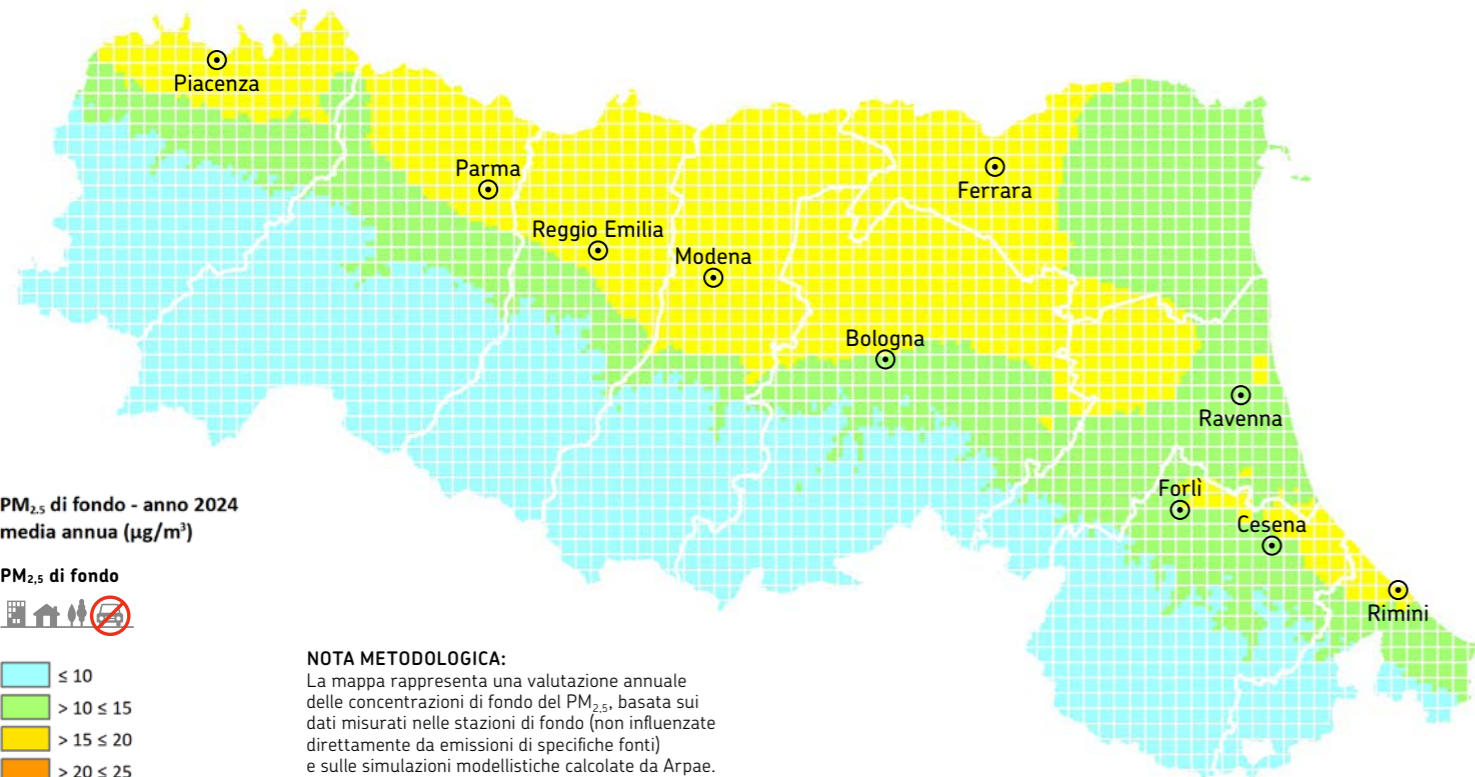 Piacenza
Parma
Ferrara
Reggio Emilia
Modena
Bologna
Ravenna
Forlì
Cesena
Rimini
PM2.5 di fondo - anno 2024
media annua (µg/m³)
PM2,5 di fondo
≤ 10
> 10 ≤ 15
> 15 ≤ 20
> 20 ≤ 25
NOTA METODOLOGICA:
La mappa rappresenta una valutazione annuale
delle concentrazioni di fondo del PM2,5, basata sui
dati misurati nelle stazioni di fondo (non influenzate
direttamente da emissioni di specifiche fonti)
e sulle simulazioni modellistiche calcolate da Arpae.